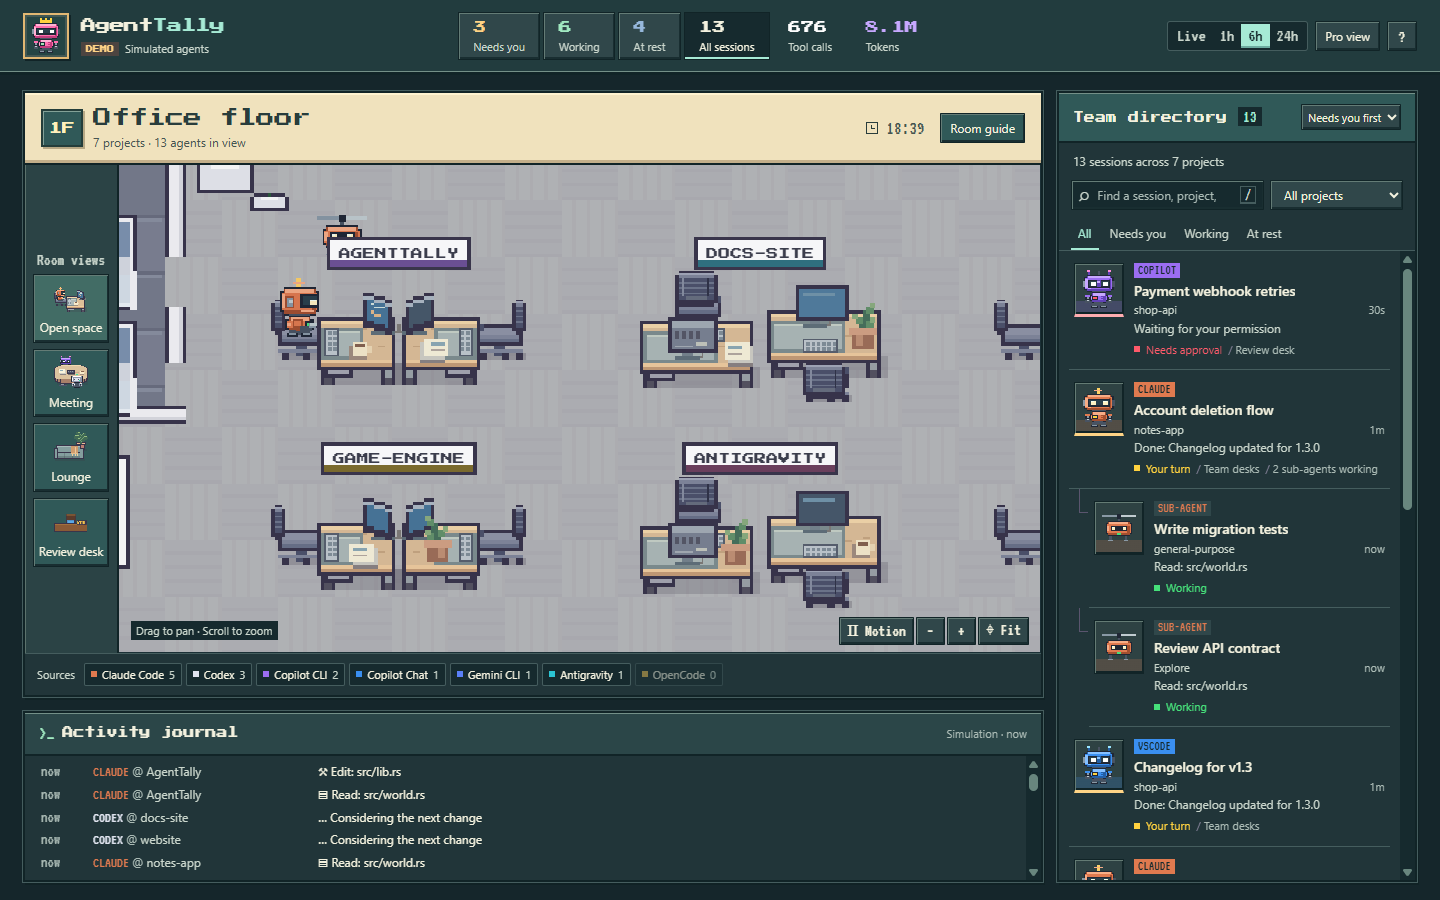 AgentTally
DEMO Simulated agents
3 Needs you
6 Working
4 At rest
13 All sessions
676 Tool calls
8.1M Tokens
Live 1h 6h 24h
Pro view
?
1F
Office floor
7 projects · 13 agents in view
18:39
Room guide
Room views
Open space
Meeting
Lounge
Review desk
AGENTTALLY
DOCS-SITE
GAME-ENGINE
ANTIGRAVITY
Drag to pan · Scroll to zoom
Motion
-
+
Fit
Sources
Claude Code 5
Codex 3
Copilot CLI 2
Copilot Chat 1
Gemini CLI 1
Antigravity 1
OpenCode 0
Activity journal
Simulation · now
now CLAUDE @ AgentTally Edit: src/lib.rs
now CLAUDE @ AgentTally Read: src/world.rs
now CODEX @ docs-site ... Considering the next change
now CODEX @ website ... Considering the next change
now CLAUDE @ notes-app Read: src/world.rs
Team directory 13
Needs you first
13 sessions across 7 projects
Find a session, project, /
All projects
All Needs you Working At rest
COPILOT
Payment webhook retries
shop-api 30s
Waiting for your permission
Needs approval / Review desk
CLAUDE
Account deletion flow
notes-app 1m
Done: Changelog updated for 1.3.0
Your turn / Team desks / 2 sub-agents working
SUB-AGENT
Write migration tests
general-purpose now
Read: src/world.rs
Working
SUB-AGENT
Review API contract
Explore now
Read: src/world.rs
Working
VSCODE
Changelog for v1.3
shop-api 1m
Done: Changelog updated for 1.3.0
Your turn / Team desks
CLAUDE